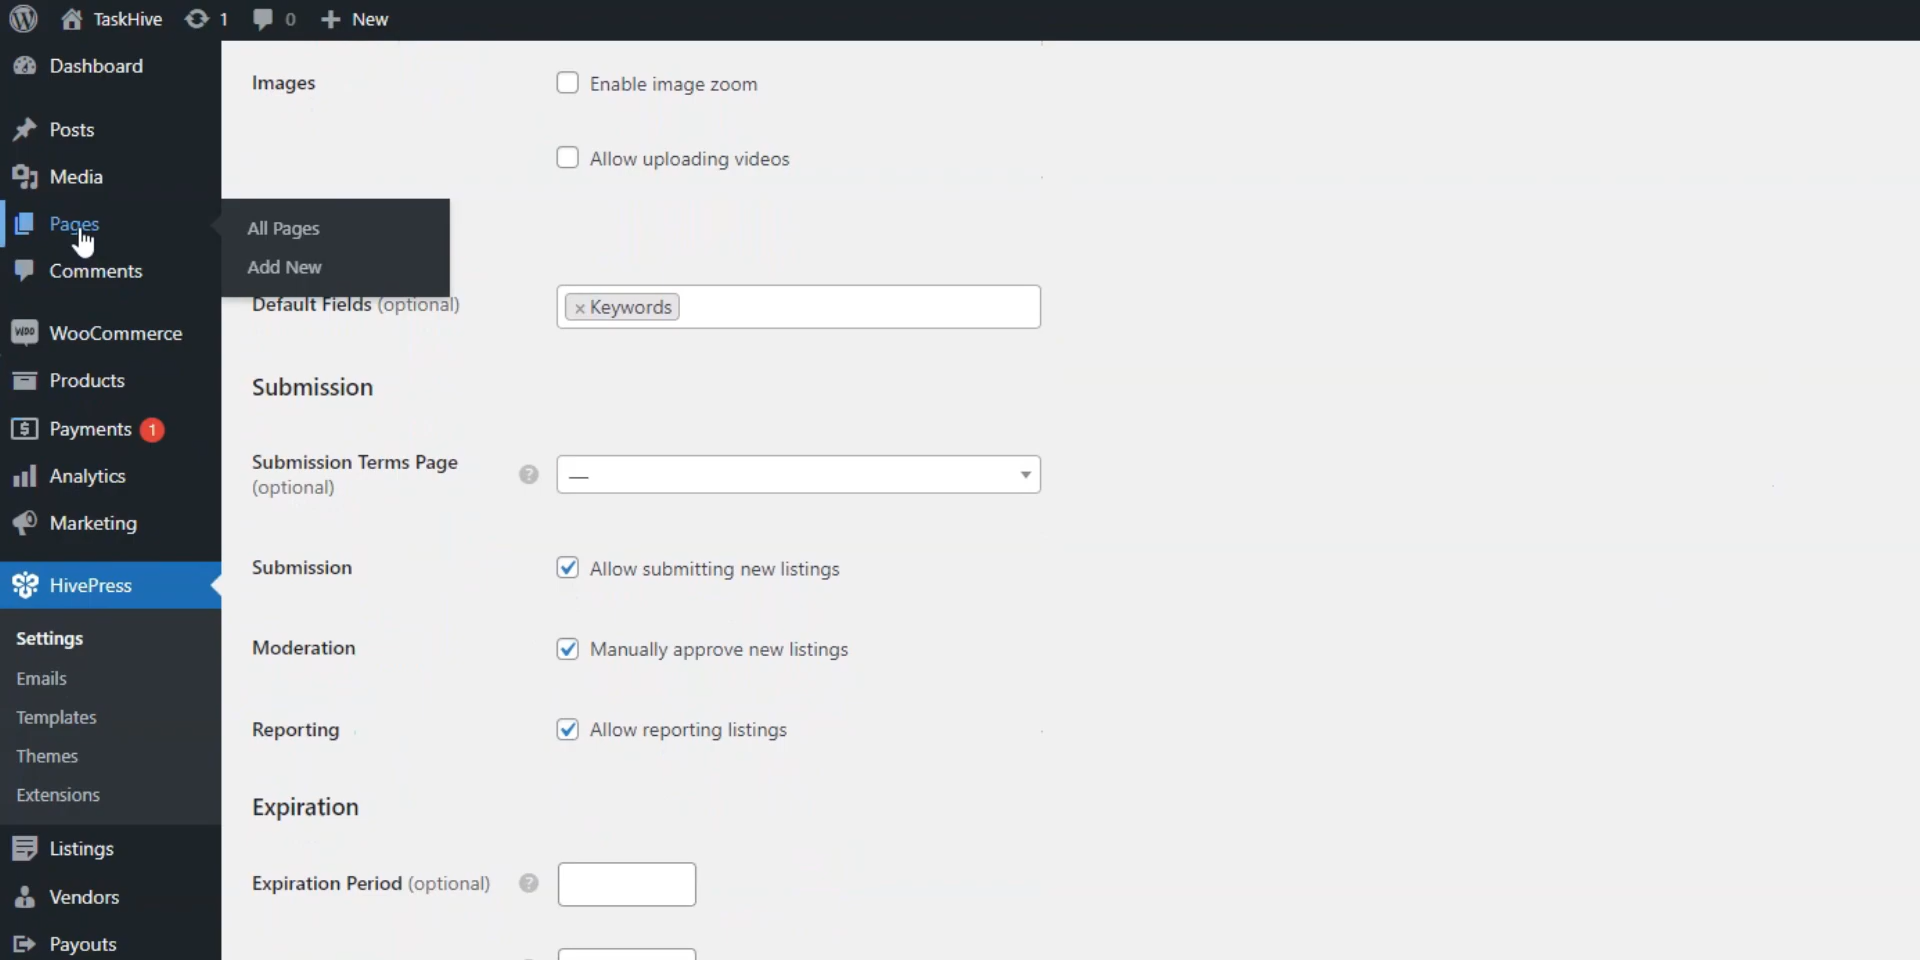 TaskHive 1 0 New
Dashboard
Posts
Media
Pages
Comments
WooCommerce
Products
Payments 1
Analytics
Marketing
HivePress
Settings
Emails
Templates
Themes
Extensions
Listings
Vendors
Payouts
All Pages
Add New
Images
Enable image zoom
Allow uploading videos
Default Fields (optional)
× Keywords
Submission
Submission Terms Page
(optional)
? —
Submission
Allow submitting new listings
Moderation
Manually approve new listings
Reporting
Allow reporting listings
Expiration
Expiration Period (optional) ?